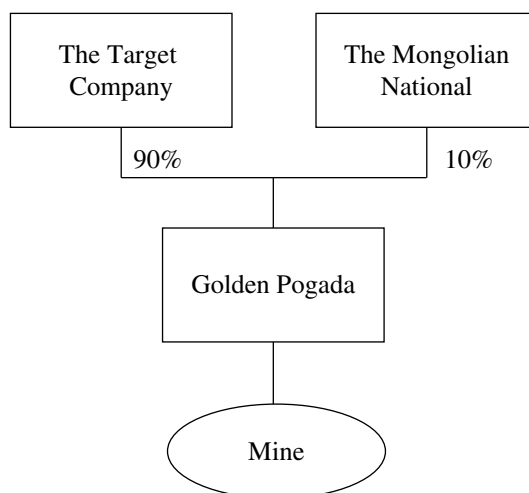 The Target
Company
The Mongolian
National
90%
10%
Golden Pogada
Mine